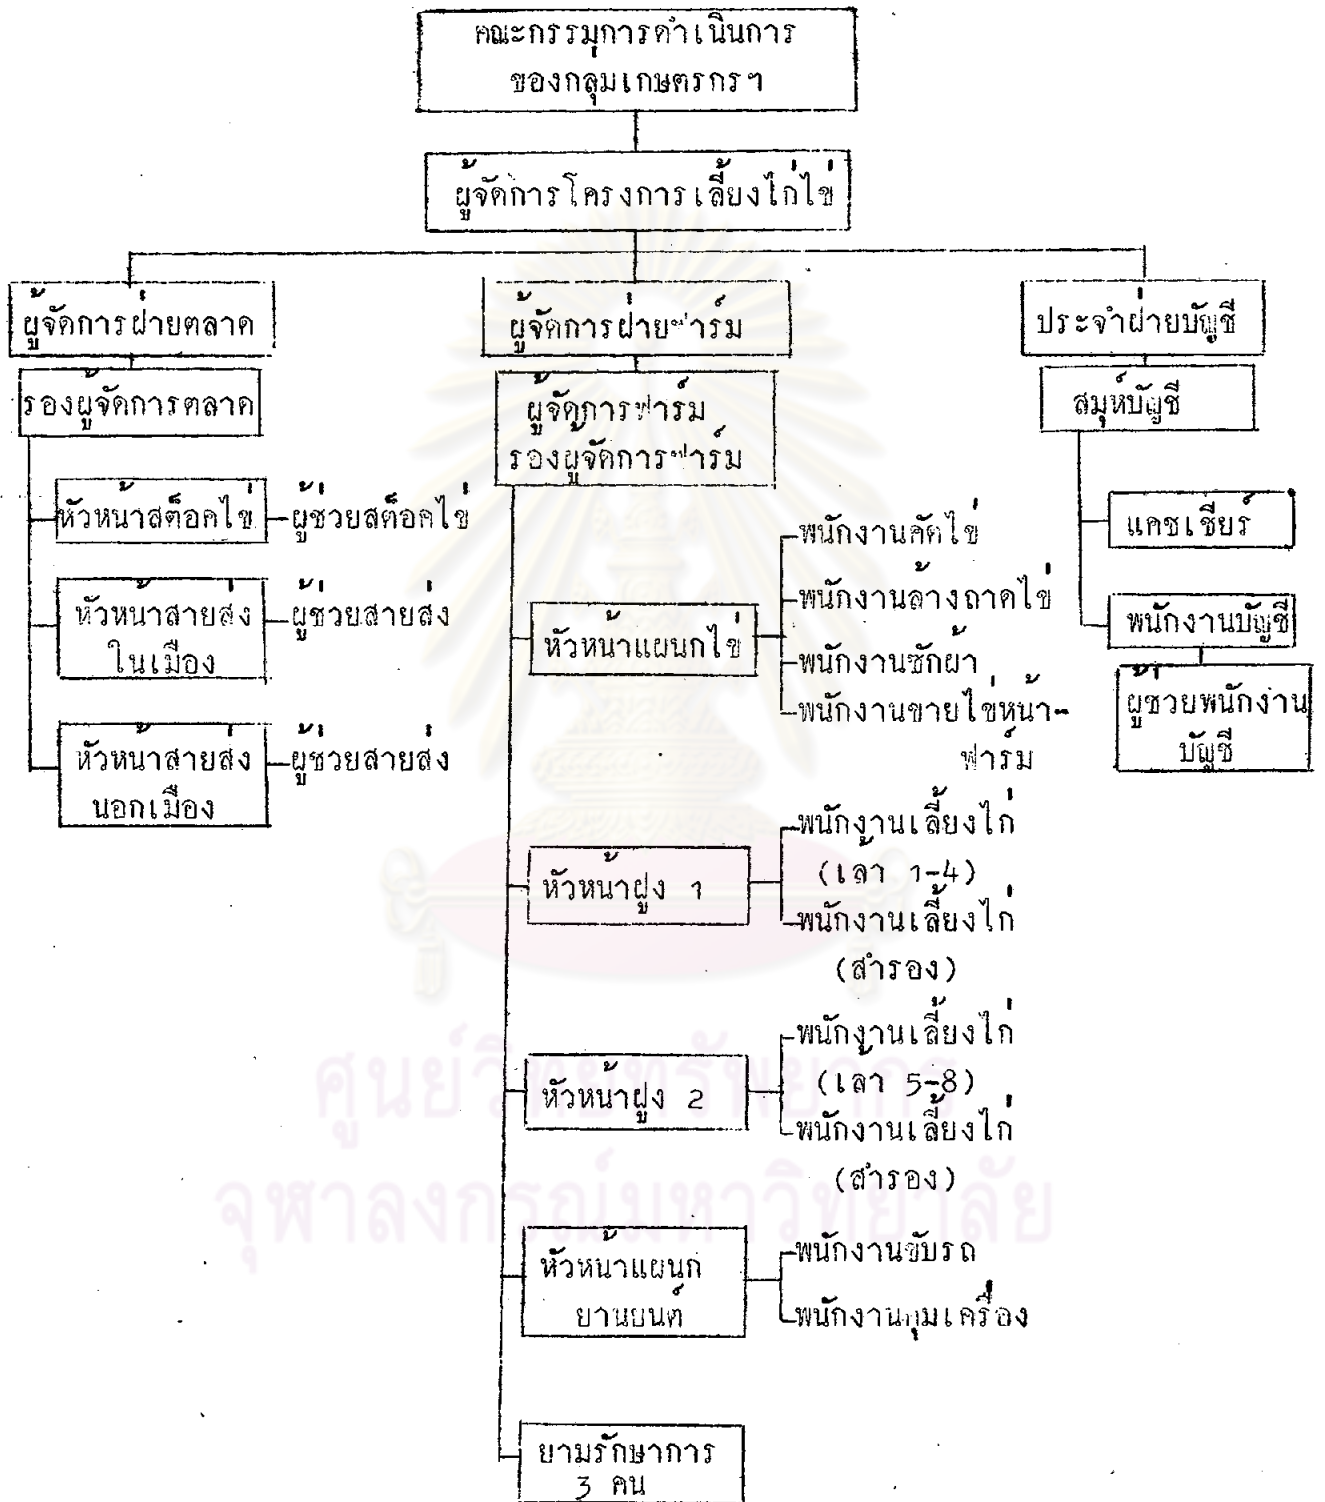 คณะกรรมการดำเนินการ
ของกลุ่มเกษตรกรฯ
ผู้จัดการโครงการเลี้ยงไก่ไข่
ผู้จัดการฝ่ายตลาด
รองผู้จัดการตลาด
หัวหน้าสต็อคไข่
ผู้ช่วยสต็อคไข่
หัวหน้าสายส่ง
ในเมือง
ผู้ช่วยสายส่ง
หัวหน้าสายส่ง
นอกเมือง
ผู้ช่วยสายส่ง
ผู้จัดการฝ่ายฟาร์ม
ผู้จัดการฟาร์ม
รองผู้จัดการฟาร์ม
หัวหน้าแผนกไข่
พนักงานคัดไข่
พนักงานล้างถาดไข่
พนักงานซักผ้า
พนักงานขายไข่หน้า-
ฟาร์ม
หัวหน้าฝูง 1
พนักงานเลี้ยงไก่
(เล้า 1-4)
พนักงานเลี้ยงไก่
(สำรอง)
หัวหน้าฝูง 2
พนักงานเลี้ยงไก่
(เล้า 5-8)
พนักงานเลี้ยงไก่
(สำรอง)
หัวหน้าแผนก
ยานยนต์
พนักงานขับรถ
พนักงานคุมเครื่อง
ยามรักษาการ
3 คน
ประจำฝ่ายบัญชี
สมุห์บัญชี
แคชเชียร์
พนักงานบัญชี
ผู้ช่วยพนักงาน
บัญชี
ศูนย์วิทยทรัพยากร
จุฬาลงกรณ์มหาวิทยาลัย